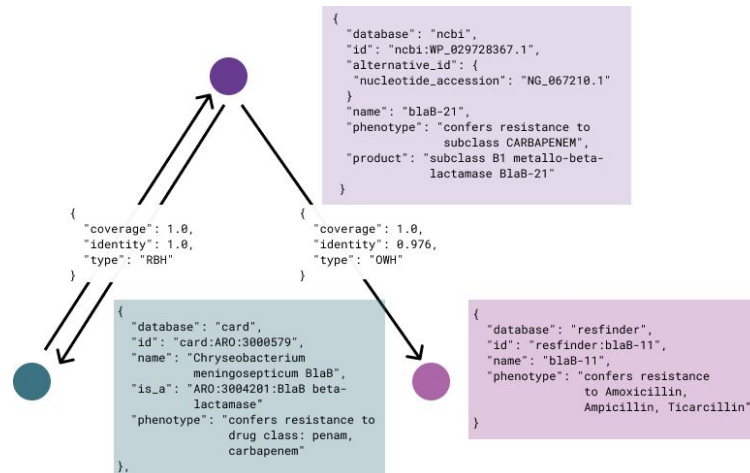 {
"database": "ncbi",
"id": "ncbi:WP_029728367.1",
"alternative_id": {
"nucleotide_accession": "NG_067210.1"
}
"name": "blaB-21",
"phenotype": "confers resistance to
subclass CARBAPENEM",
"product": "subclass B1 metallo-beta-
lactamase BlaB-21"
}
{
"coverage": 1.0,
"identity": 1.0,
"type": "RBH"
}
{
"coverage": 1.0,
"identity": 0.976,
"type": "OWH"
}
{
"database": "card",
"id": "card:ARO:3000579",
"name": "Chryseobacterium
meningosepticum BlaB",
"is_a": "ARO:3004201:BlaB beta-
lactamase"
"phenotype": "confers resistance to
drug class: penam,
carbapenem"
},
{
"database": "resfinder",
"id": "resfinder:blaB-11",
"name": "blaB-11",
"phenotype": "confers resistance
to Amoxicillin,
Ampicillin, Ticarcillin"
}